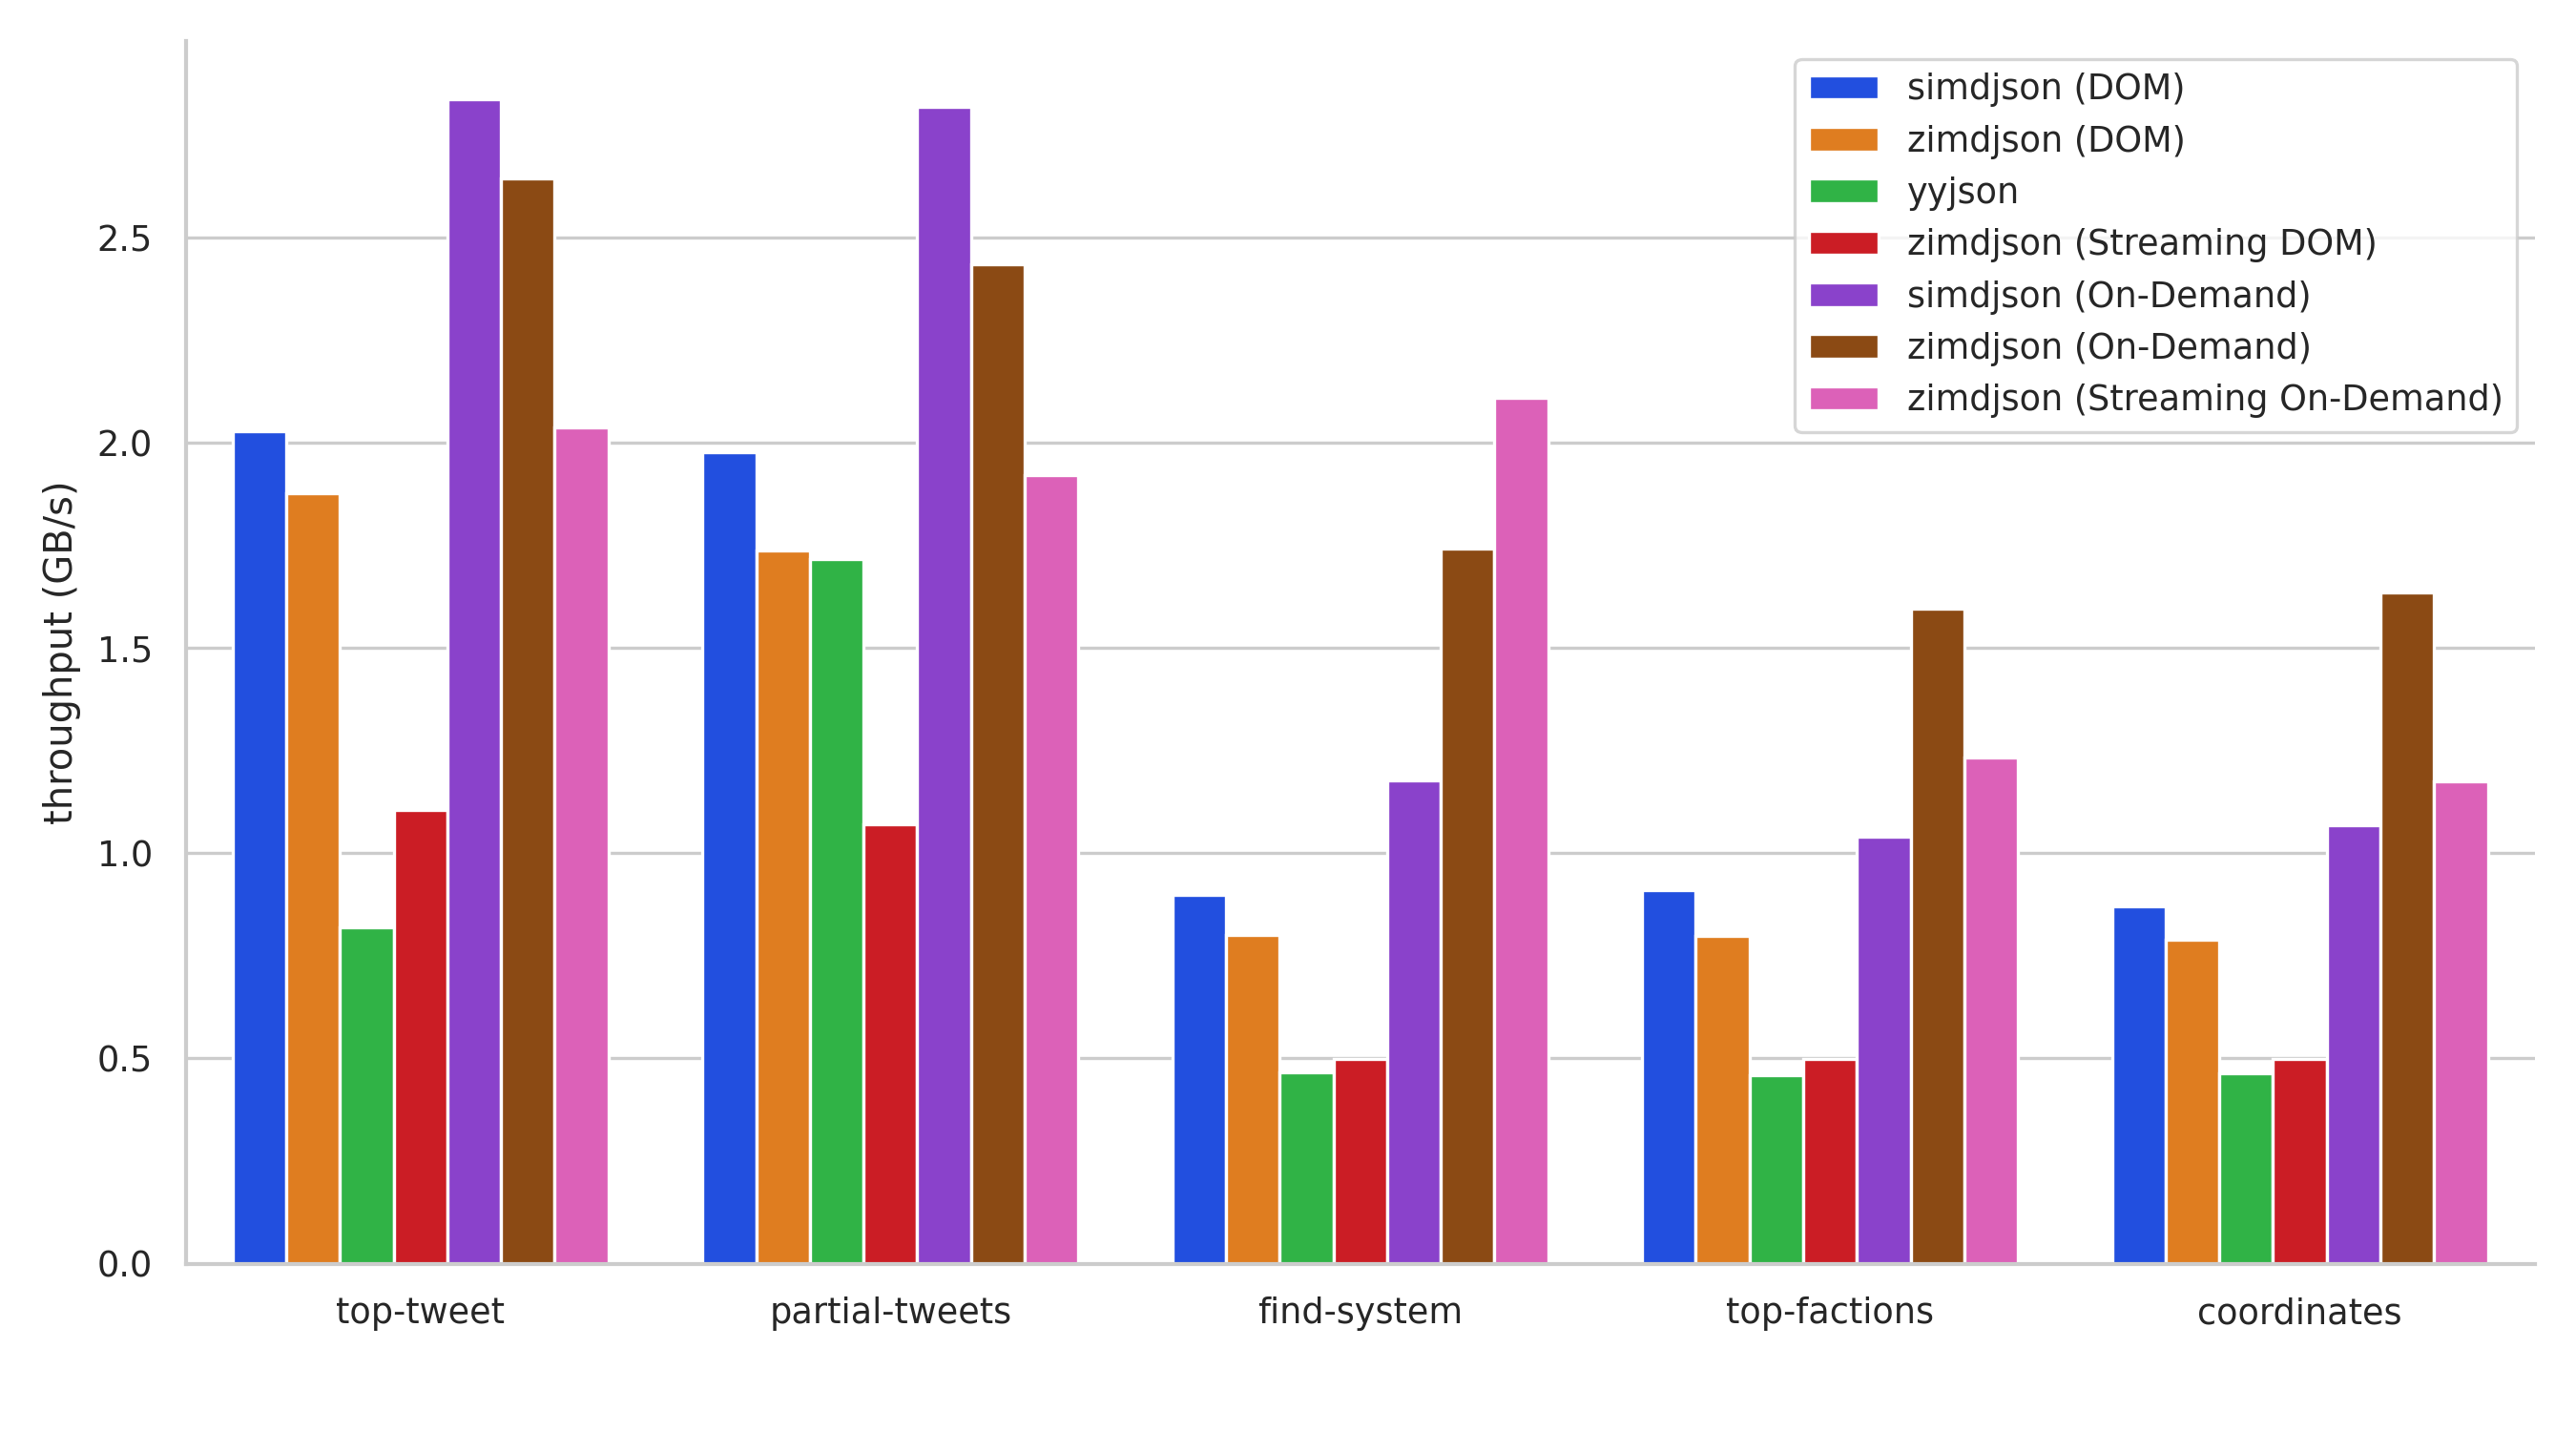 simdjson (DOM)
zimdjson (DOM)
yyjson
zimdjson (Streaming DOM)
simdjson (On-Demand)
zimdjson (On-Demand)
zimdjson (Streaming On-Demand)
throughput (GB/s)
2.5
2.0
1.5
1.0
0.5
0.0
top-tweet
partial-tweets
find-system
top-factions
coordinates